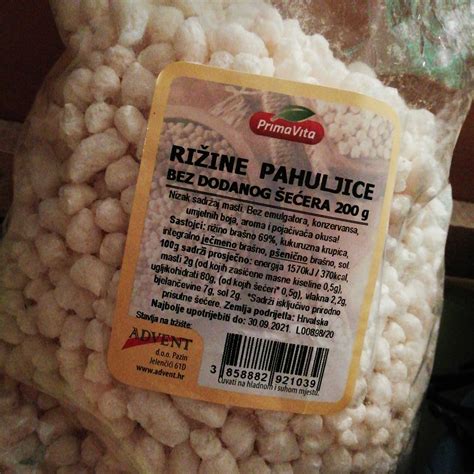 PrimaVita
RIŽINE PAHULJICE
BEZ DODANOG ŠEĆERA 200 g
Nizak sadržaj masti. Bez emulgatora, konzervansa,
umjetnih boja, aroma i pojačivača okusa!
Sastojci: rižino brašno 69%, kukuruzna krupica,
integralno ječmeno brašno, pšenično brašno, sol
100g sadrži prosječno: energija 1570KJ/370kcal,
masti 2g (od kojih zasićene masne kiseline 0,5g),
ugljikohidrati 80g, (od kojh šećeri* 0,5g), vlakna 2,2g,
bjelančevine 7g, sol 2g. *Sadrži isključivo prirodno
prisutne šećere. Zemlja podrijetla: Hrvatska
Najbolje upotrijebiti do: 30.09.2021. L00898/20
Stavlja na tržište:
ADVENT
d.o.o. Pazin
Jelenčići 61D
www.advent.hr
3 858882 921039
Čuvati na hladnom i suhom mjestu.